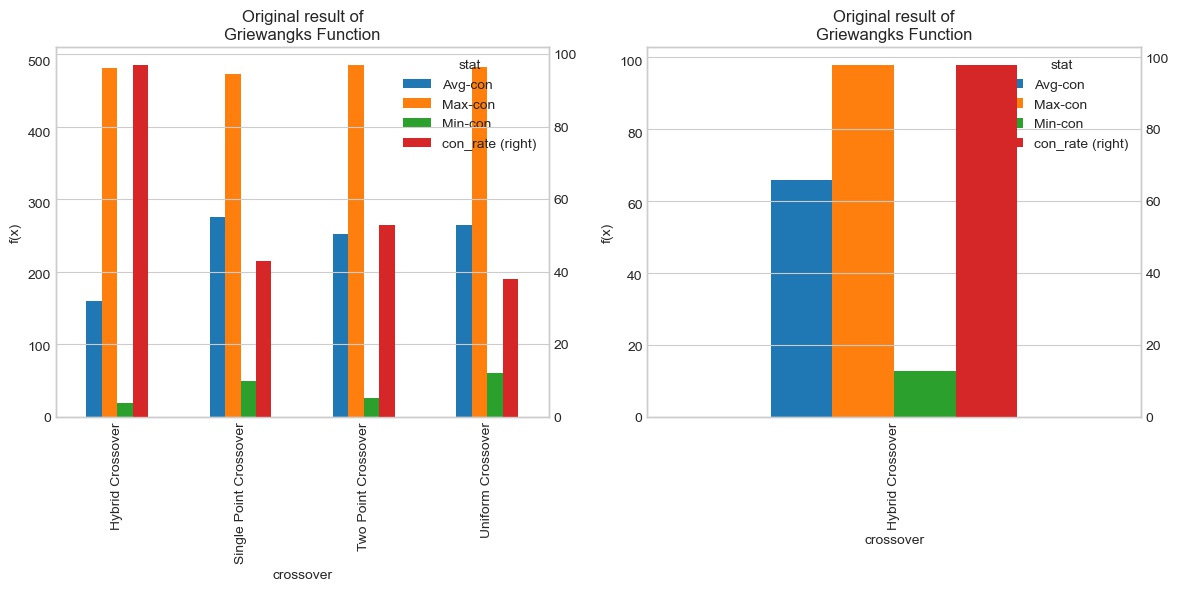 Original result of
Griewangks Function
500
400
300
200
100
0
f(x)
100
80
60
40
20
0
stat
Avg-con
Max-con
Min-con
con_rate (right)
Hybrid Crossover
Single Point Crossover
Two Point Crossover
Uniform Crossover
crossover
Original result of
Griewangks Function
100
80
60
40
20
0
f(x)
100
80
60
40
20
0
stat
Avg-con
Max-con
Min-con
con_rate (right)
Hybrid Crossover
crossover